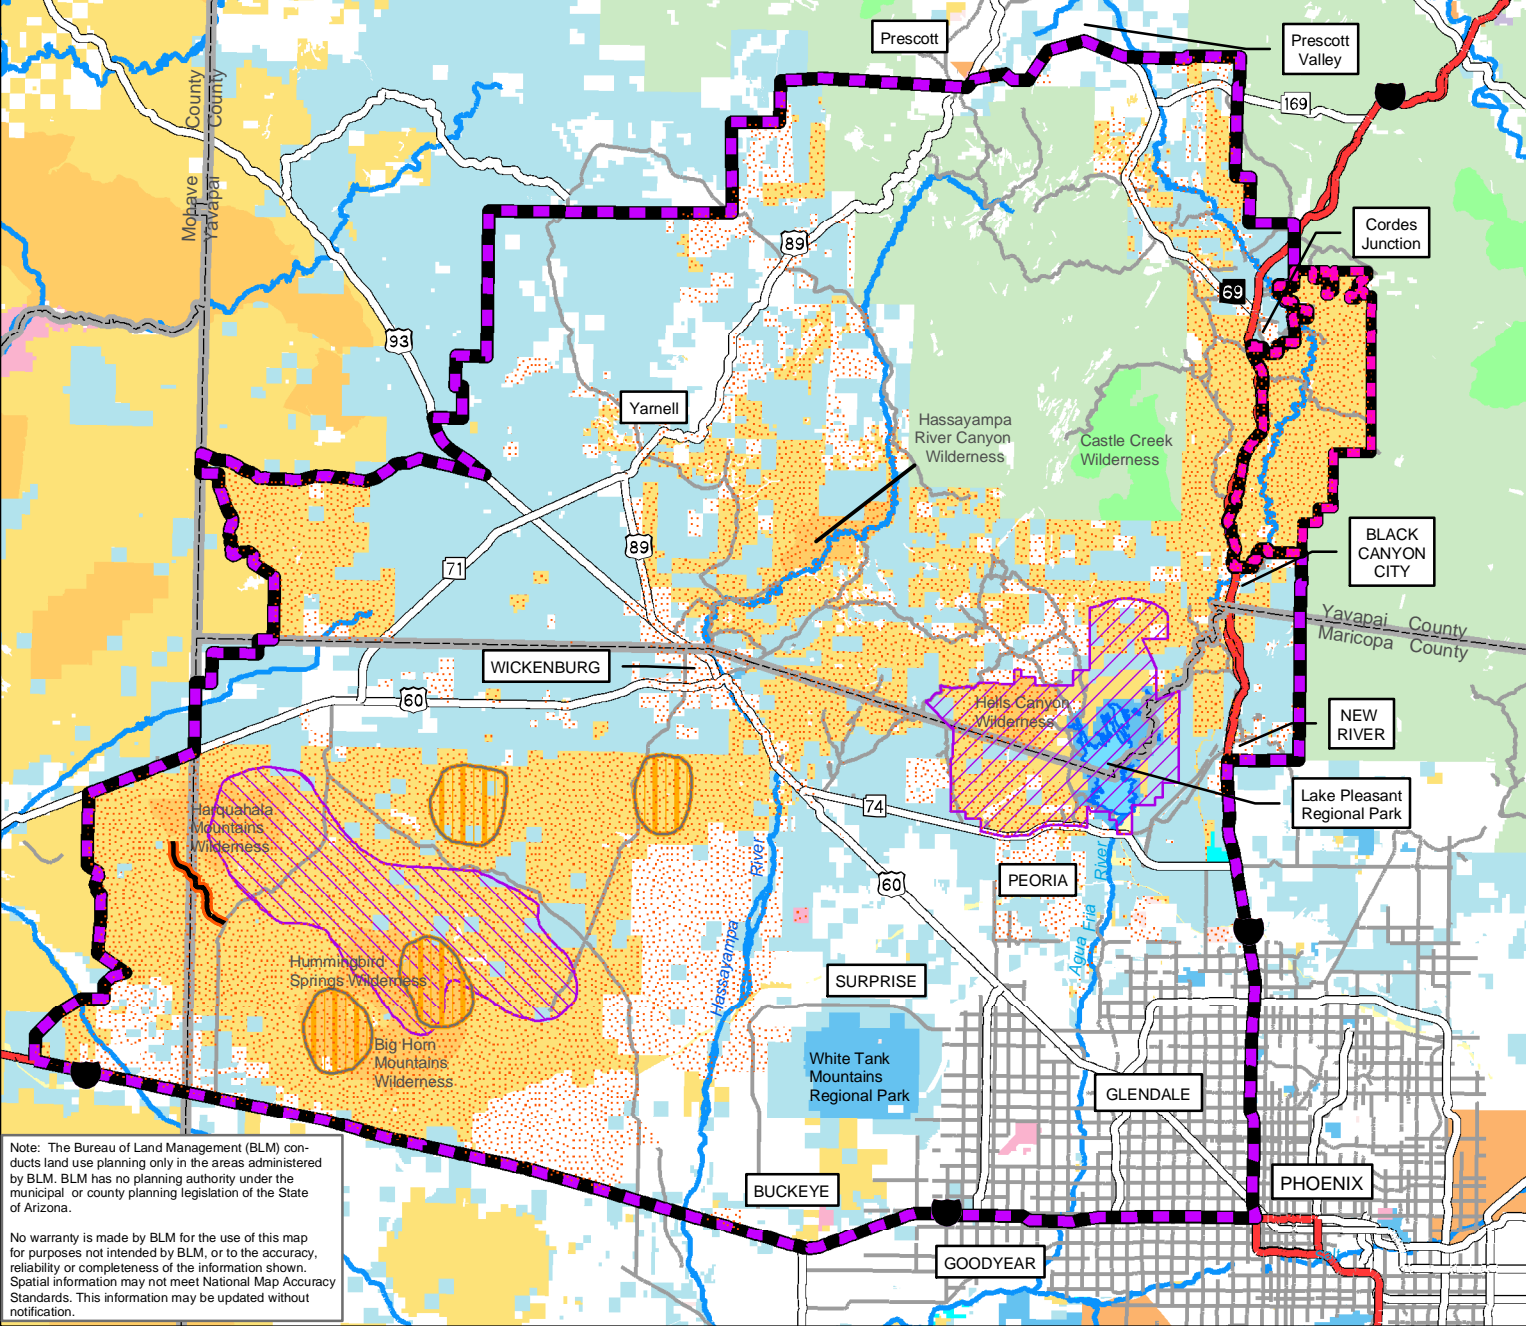 Prescott
Prescott
Valley
169
Mohave County
Yavapai County
Cordes
Junction
89
69
93
Yarnell
Hassayampa
River Canyon
Wilderness
Castle Creek
Wilderness
89
71
BLACK
CANYON
CITY
Yavapai County
Maricopa County
WICKENBURG
60
Hells Canyon
Wilderness
NEW
RIVER
Lake Pleasant
Regional Park
74
Harquahala
Mountains
Wilderness
60
PEORIA
Hassayampa River
Agua Fria River
Hummingbird
Springs Wilderness
SURPRISE
Big Horn
Mountains
Wilderness
White Tank
Mountains
Regional Park
GLENDALE
BUCKEYE
PHOENIX
GOODYEAR
Note: The Bureau of Land Management (BLM) con-
ducts land use planning only in the areas administered
by BLM. BLM has no planning authority under the
municipal or county planning legislation of the State
of Arizona.
No warranty is made by BLM for the use of this map
for purposes not intended by BLM, or to the accuracy,
reliability or completeness of the information shown.
Spatial information may not meet National Map Accuracy
Standards. This information may be updated without
notification.